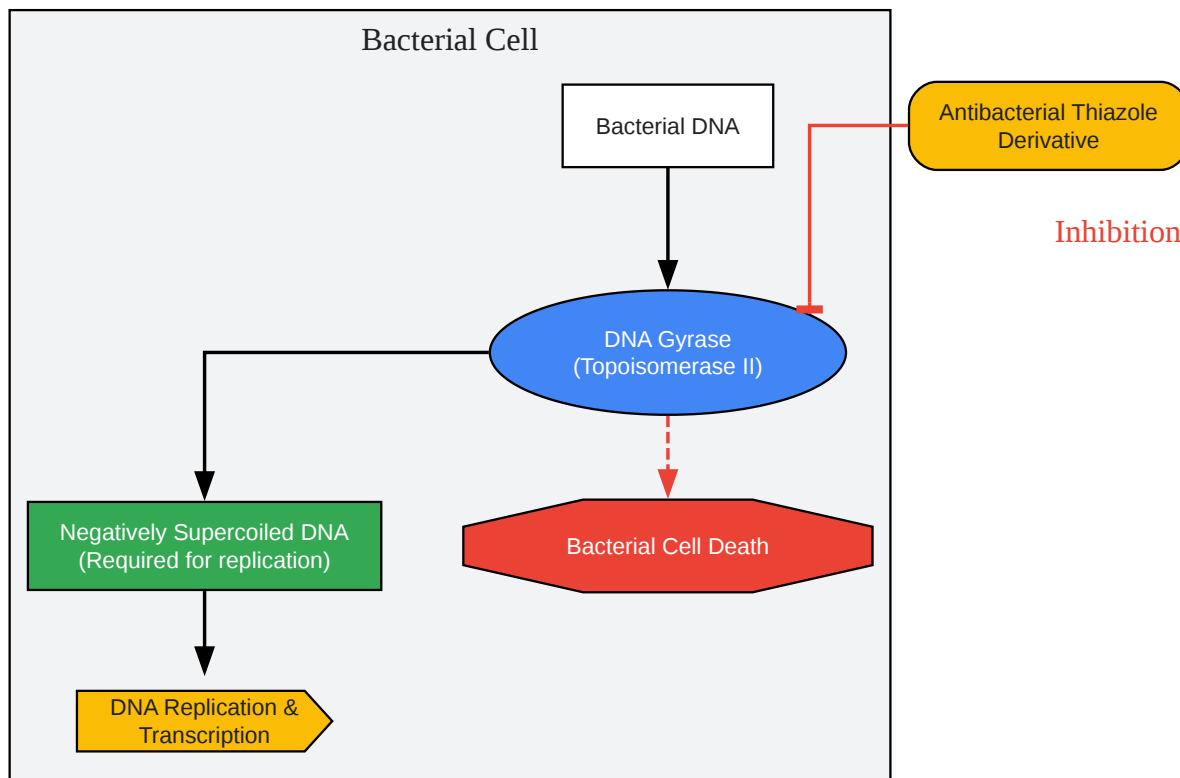 Bacterial Cell
Bacterial DNA
Antibacterial Thiazole
Derivative
Inhibition
DNA Gyrase
(Topoisomerase II)
Negatively Supercoiled DNA
(Required for replication)
Bacterial Cell Death
DNA Replication &
Transcription